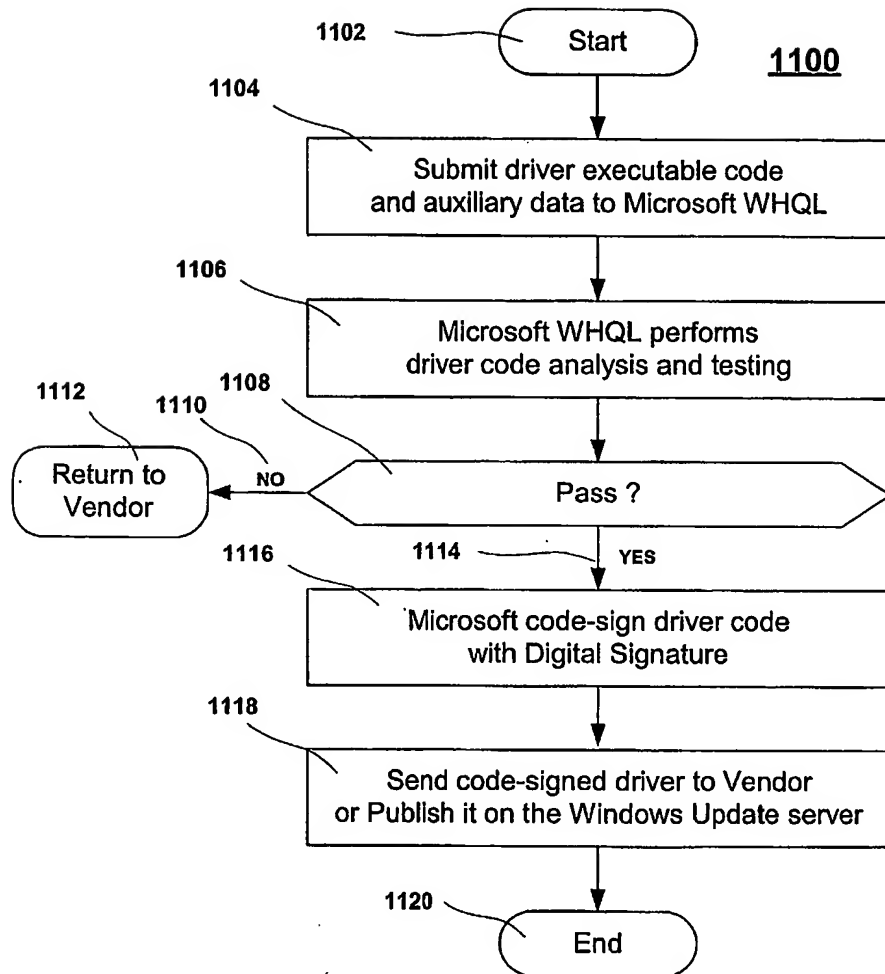 1102
Start
1100
1104
Submit driver executable code
and auxiliary data to Microsoft WHQL
1106
Microsoft WHQL performs
driver code analysis and testing
1108
1112
1110
Return to
Vendor
NO
Pass ?
1114
YES
1116
Microsoft code-sign driver code
with Digital Signature
1118
Send code-signed driver to Vendor
or Publish it on the Windows Update server
1120
End